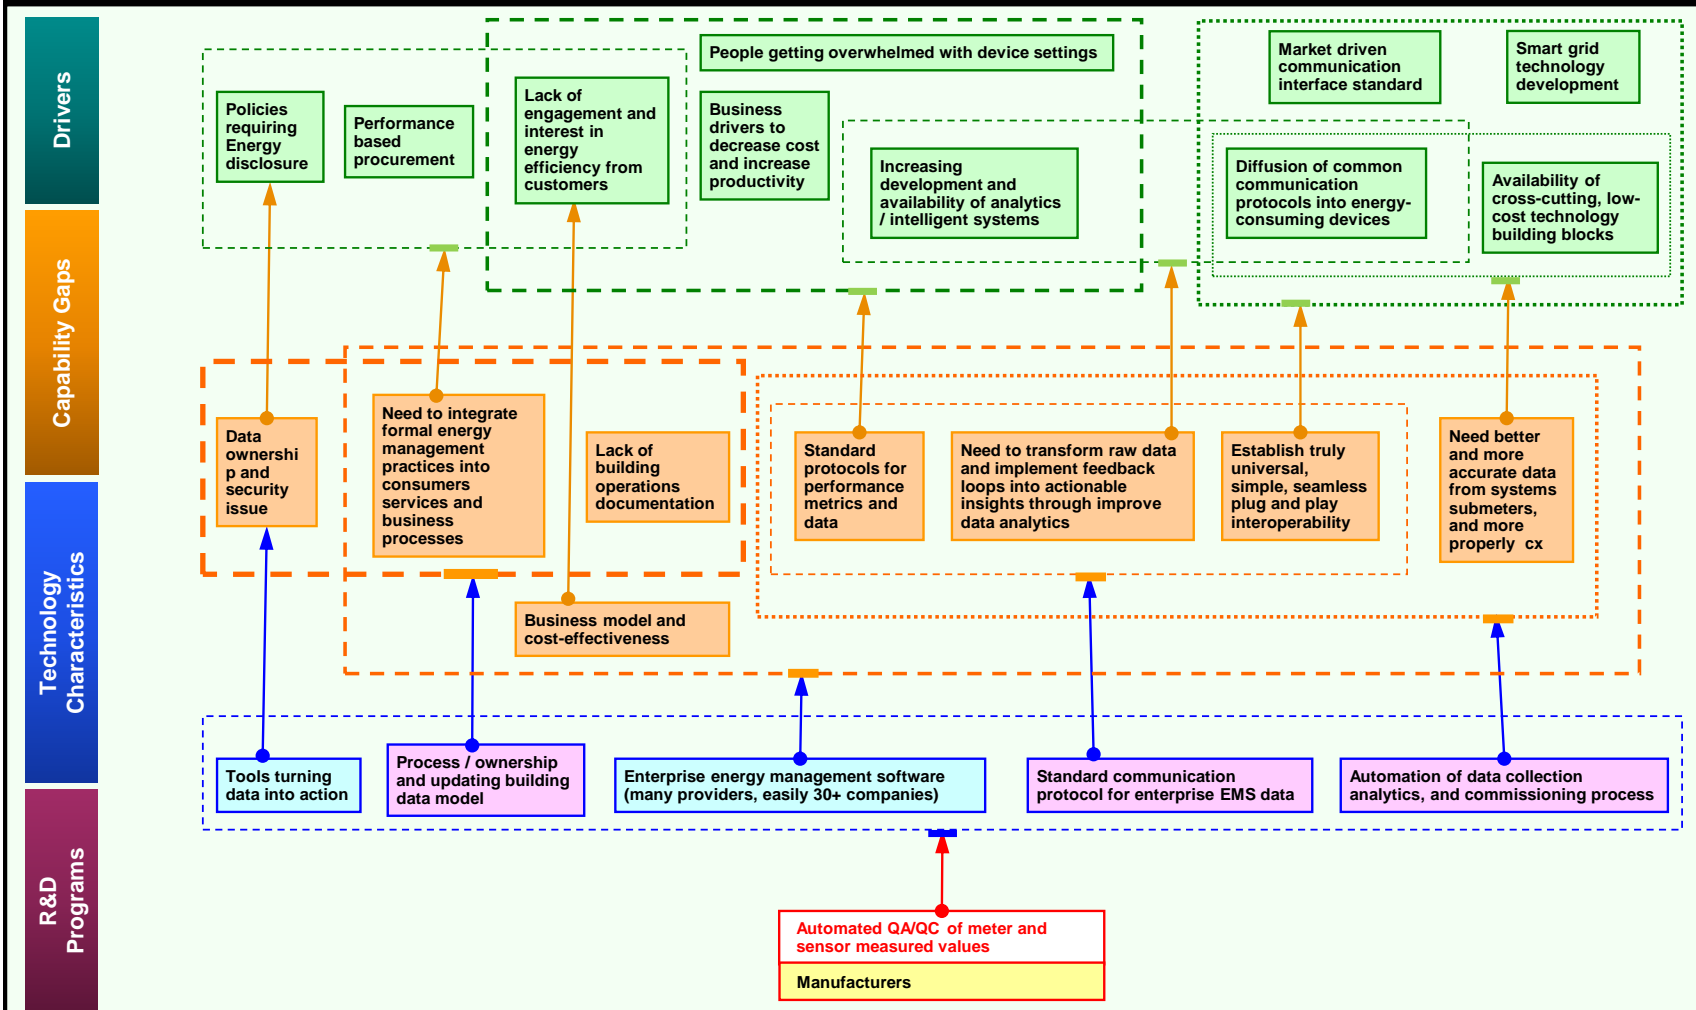 Drivers
People getting overwhelmed with device settings
Market driven
communication
interface standard
Smart grid
technology
development
Policies
requiring
Energy
disclosure
Performance
based
procurement
Lack of
engagement and
interest in
energy
efficiency from
customers
Business
drivers to
decrease cost
and increase
productivity
Increasing
development and
availability of analytics
/ intelligent systems
Diffusion of common
communication
protocols into energy-
consuming devices
Availability of
cross-cutting, low-
cost technology
building blocks
Capability Gaps
Data
ownershi
p and
security
issue
Need to integrate
formal energy
management
practices into
consumers
services and
business
processes
Lack of
building
operations
documentation
Standard
protocols for
performance
metrics and
data
Need to transform raw data
and implement feedback
loops into actionable
insights through improve
data analytics
Establish truly
universal,
simple, seamless
plug and play
interoperability
Need better
and more
accurate data
from systems
submeters,
and more
properly  cx
Business model and
cost-effectiveness
Technology
Characteristics
Tools turning
data into action
Process / ownership
and updating building
data model
Enterprise energy management software
(many providers, easily 30+ companies)
Standard communication
protocol for enterprise EMS data
Automation of data collection
analytics, and commissioning process
R&D
Programs
Automated QA/QC of meter and
sensor measured values
Manufacturers